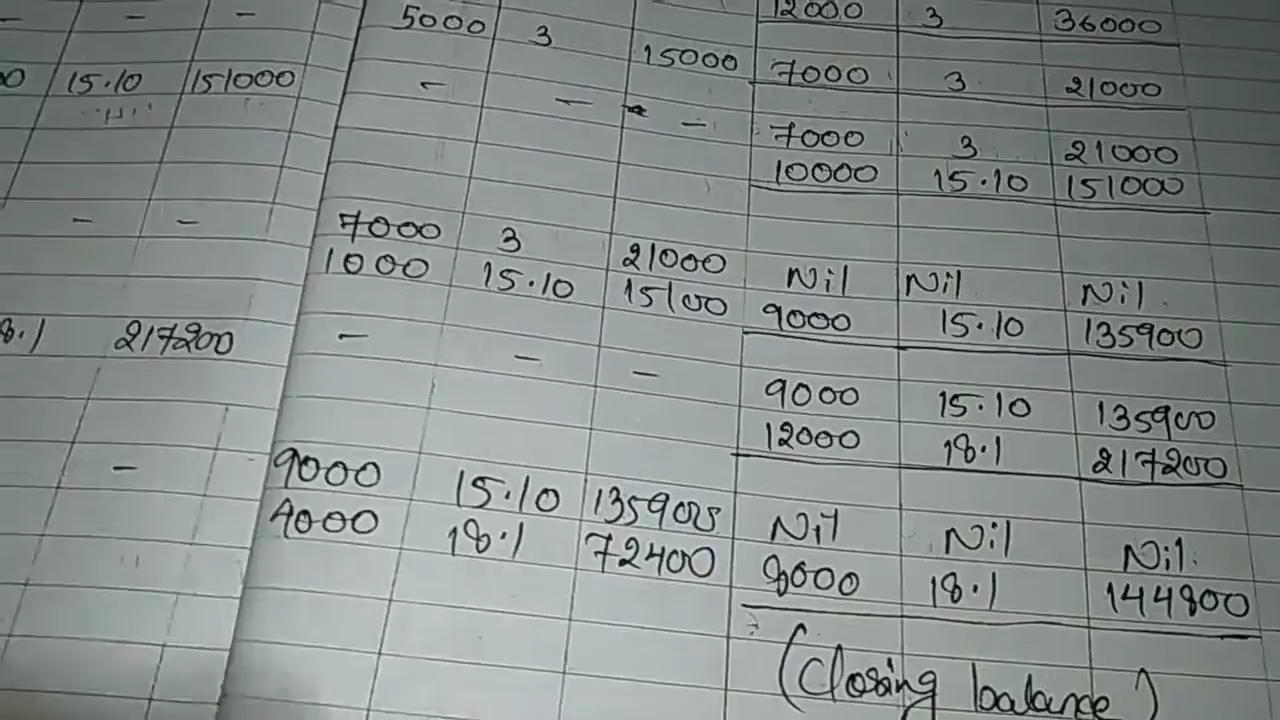 - - - 5000 3 15000 12000 3 36000
7000 3 21000
00 15.10 151000 - - - 7000 3 21000
10000 15.10 151000
- - 7000 3 21000 Nil Nil Nil.
1000 15.10 15100 9000 15.10 135900
8.1 217200 - - - 9000 15.10 135900
12000 18.1 217200
- 9000 15.10 135900 Nil Nil Nil.
4000 18.1 72400 8000 18.1 144800
(Closing balance)